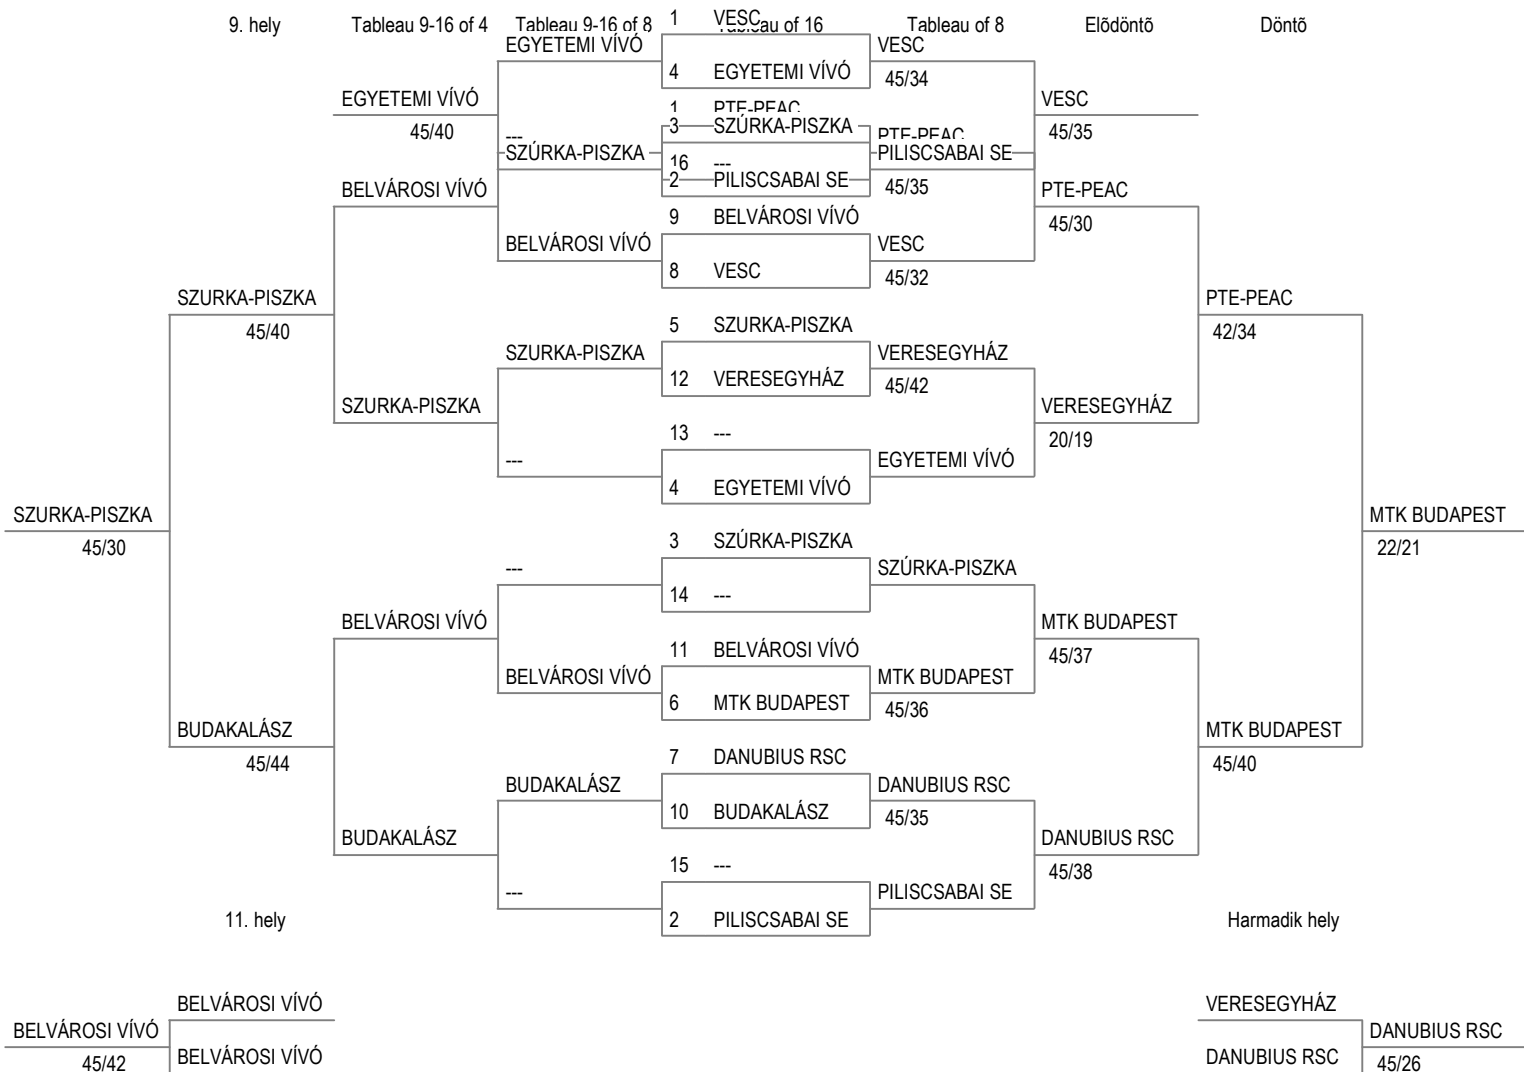 9. hely Tableau 9-16 of 4 Tableau 9-16 of 8 Tableau of 16 Tableau of 8 Elõdöntõ Döntõ
1 VESC
EGYETEMI VÍVÓ VESC
4 EGYETEMI VÍVÓ 45/34
EGYETEMI VÍVÓ VESC
45/40 45/35
1 PTE-PEAC
3 SZÚRKA-PISZKA
--- PTE-PEAC
SZÚRKA-PISZKA PILISCSABAI SE
16 ---
2 PILISCSABAI SE 45/35
BELVÁROSI VÍVÓ PTE-PEAC
45/30
9 BELVÁROSI VÍVÓ
BELVÁROSI VÍVÓ VESC
8 VESC 45/32
SZURKA-PISZKA PTE-PEAC
45/40 42/34
5 SZURKA-PISZKA
SZURKA-PISZKA VERESEGYHÁZ
12 VERESEGYHÁZ 45/42
SZURKA-PISZKA VERESEGYHÁZ
20/19
13 ---
--- EGYETEMI VÍVÓ
4 EGYETEMI VÍVÓ
SZURKA-PISZKA MTK BUDAPEST
45/30 22/21
3 SZÚRKA-PISZKA
--- SZÚRKA-PISZKA
14 ---
BELVÁROSI VÍVÓ MTK BUDAPEST
45/37
11 BELVÁROSI VÍVÓ
BELVÁROSI VÍVÓ MTK BUDAPEST
6 MTK BUDAPEST 45/36
BUDAKALÁSZ MTK BUDAPEST
45/44 45/40
7 DANUBIUS RSC
BUDAKALÁSZ DANUBIUS RSC
10 BUDAKALÁSZ 45/35
BUDAKALÁSZ DANUBIUS RSC
45/38
15 ---
--- PILISCSABAI SE
2 PILISCSABAI SE
11. hely Harmadik hely
BELVÁROSI VÍVÓ VERESEGYHÁZ
BELVÁROSI VÍVÓ DANUBIUS RSC
45/42 BELVÁROSI VÍVÓ DANUBIUS RSC 45/26